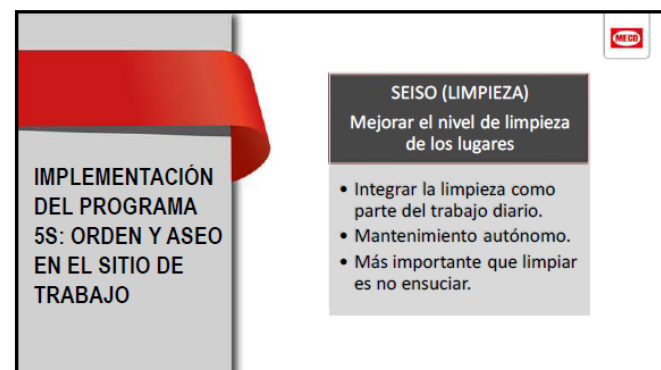 MECO
IMPLEMENTACIÓN
DEL PROGRAMA
5S: ORDEN Y ASEO
EN EL SITIO DE
TRABAJO
SEISO (LIMPIEZA)
Mejorar el nivel de limpieza
de los lugares
• Integrar la limpieza como
parte del trabajo diario.
• Mantenimiento autónomo.
• Más importante que limpiar
es no ensuciar.